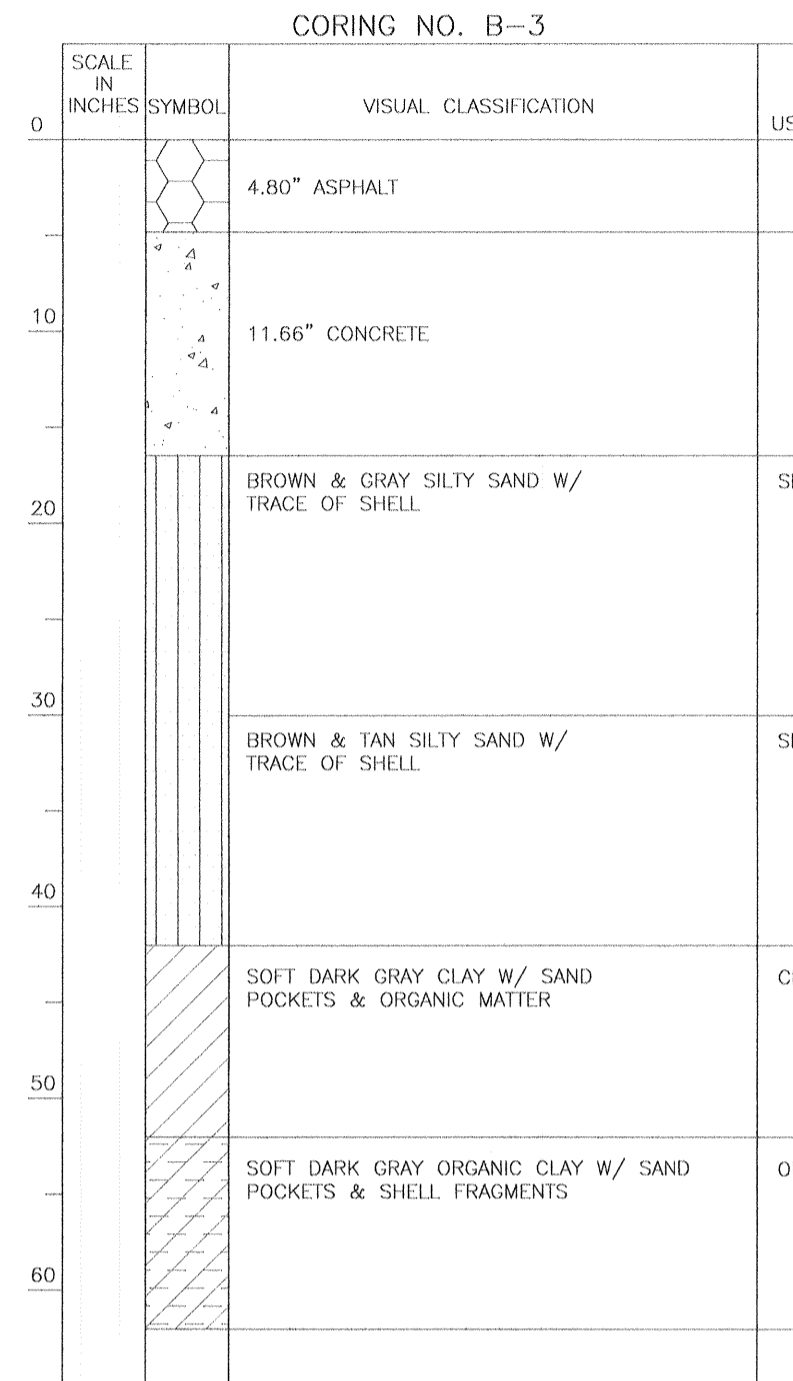 CORING NO. B-3
SCALE
IN
INCHES
SYMBOL
VISUAL CLASSIFICATION
0
4.80" ASPHALT
10
11.66" CONCRETE
BROWN & GRAY SILTY SAND W/
TRACE OF SHELL
20
30
BROWN & TAN SILTY SAND W/
TRACE OF SHELL
40
SOFT DARK GRAY CLAY W/ SAND
POCKETS & ORGANIC MATTER
50
SOFT DARK GRAY ORGANIC CLAY W/ SAND
POCKETS & SHELL FRAGMENTS
60